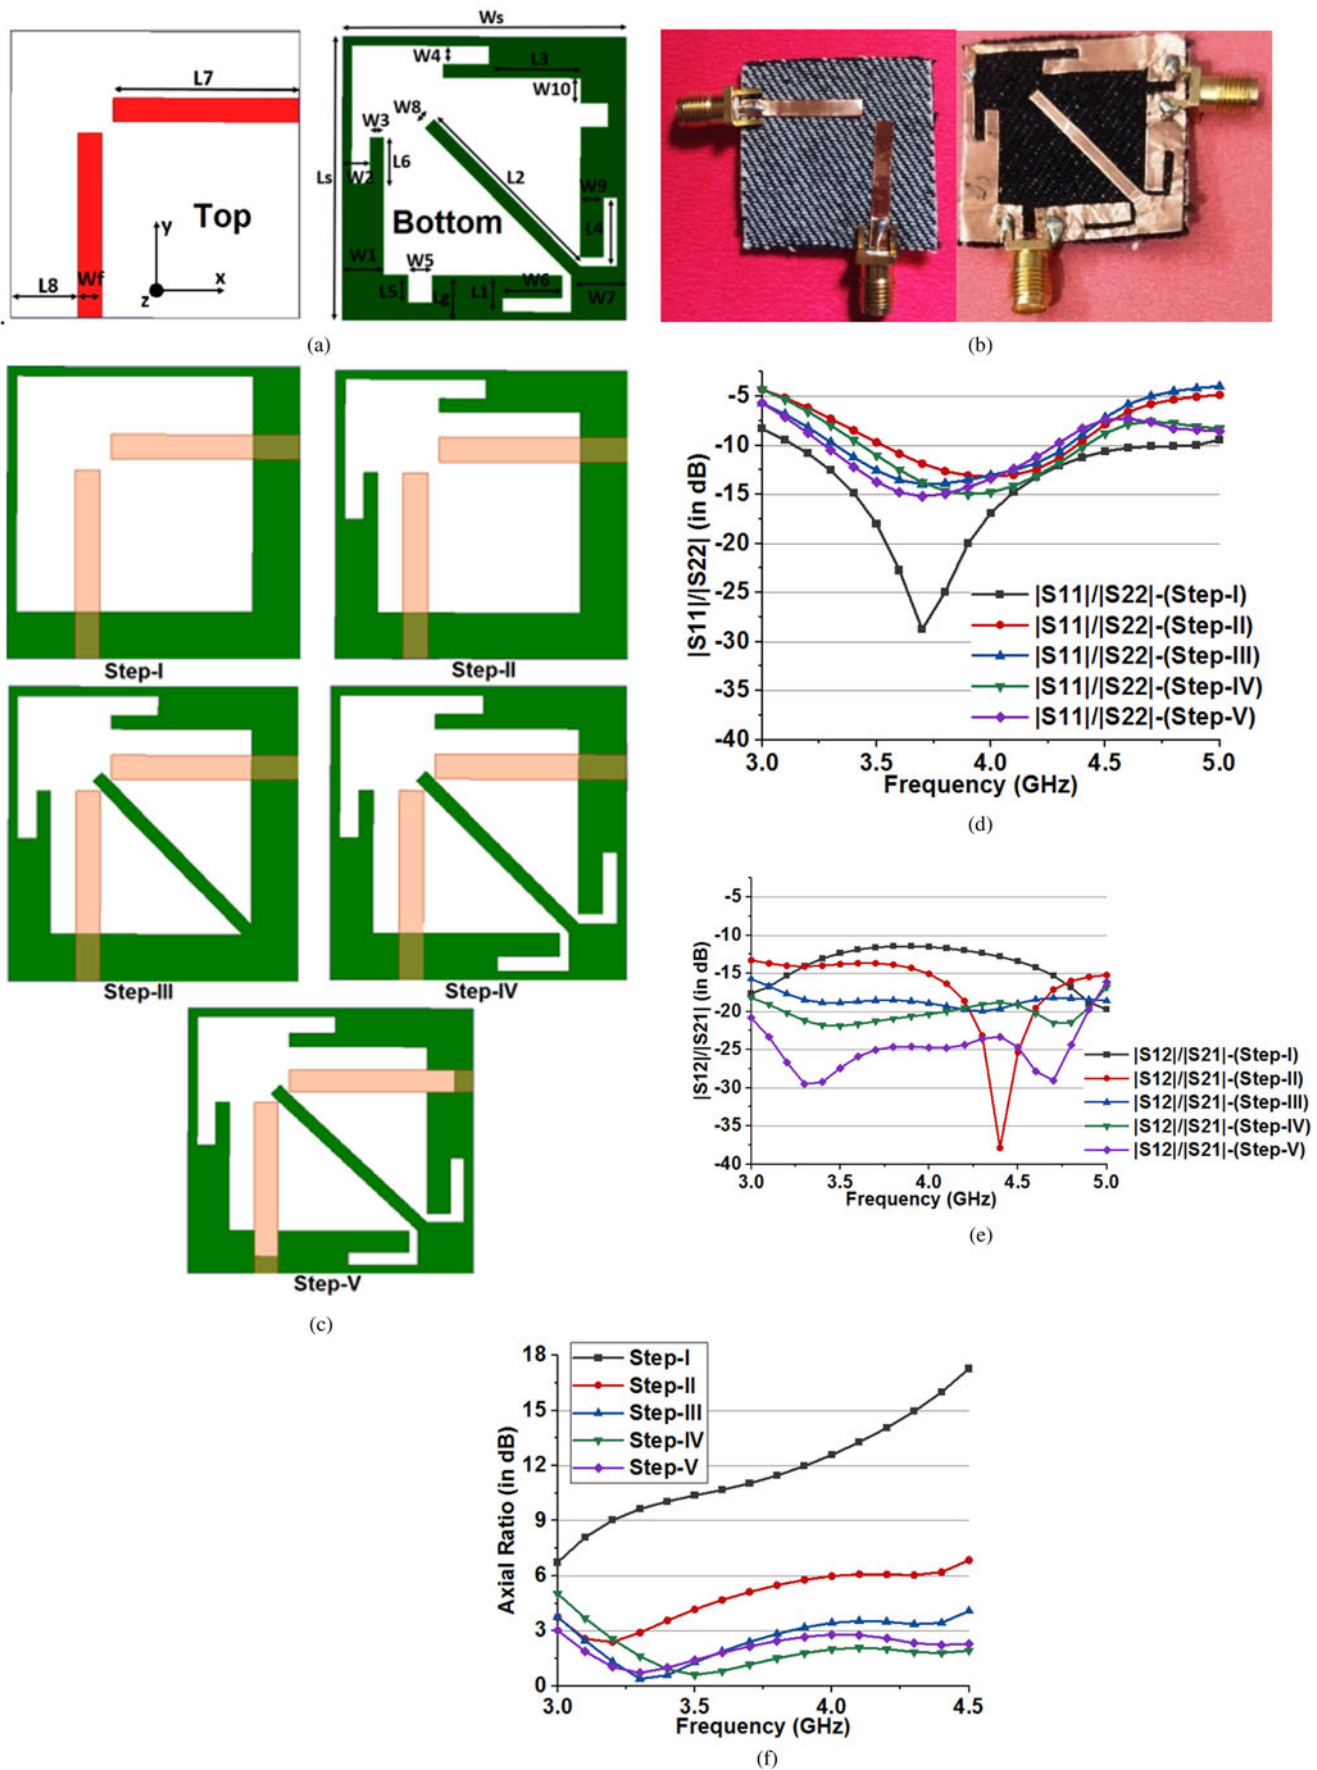 Ws
L7
W4
L3
W10
W8
W3
L6
Ls
W2
L2
W9
Top
Bottom
L4
y
x
z
L8
Wf
W1
W5
L5
Lg
L1
W6
W7
(a)
(b)
Step-I
Step-II
Step-III
Step-IV
Step-V
(c)
|S11|/|S22| (in dB)
-5
-10
-15
-20
-25
-30
-35
-40
|S11|/|S22|-(Step-I)
|S11|/|S22|-(Step-II)
|S11|/|S22|-(Step-III)
|S11|/|S22|-(Step-IV)
|S11|/|S22|-(Step-V)
3.0 3.5 4.0 4.5 5.0
Frequency (GHz)
(d)
|S12|/|S21| (in dB)
-5
-10
-15
-20
-25
-30
-35
-40
|S12|/|S21|-(Step-I)
|S12|/|S21|-(Step-II)
|S12|/|S21|-(Step-III)
|S12|/|S21|-(Step-IV)
|S12|/|S21|-(Step-V)
3.0 3.5 4.0 4.5 5.0
Frequency (GHz)
(e)
Axial Ratio (in dB)
18
15
12
9
6
3
0
Step-I
Step-II
Step-III
Step-IV
Step-V
3.0 3.5 4.0 4.5
Frequency (GHz)
(f)